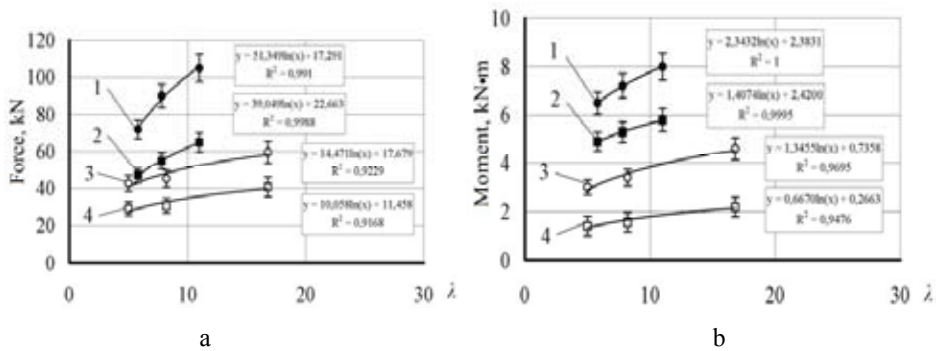 a
b
120
100
80
60
40
20
0
Force, kN
0
10
20
30
λ
1
2
3
4
y = 51,349ln(x) - 17,291
R² = 0,991
y = 39,040ln(x) + 22,663
R² = 0,9988
y = 14,471ln(x) + 17,679
R² = 0,9229
y = 10,058ln(x) + 11,458
R² = 0,9168
a
10
8
6
4
2
0
Moment, kN•m
0
10
20
30
λ
1
2
3
4
y = 2,3432ln(x) + 2,3831
R² = 1
y = 1,4074ln(x) + 2,4200
R² = 0,9995
y = 1,3455ln(x) + 0,7358
R² = 0,9695
y = 0,6670ln(x) + 0,2663
R² = 0,9476
b